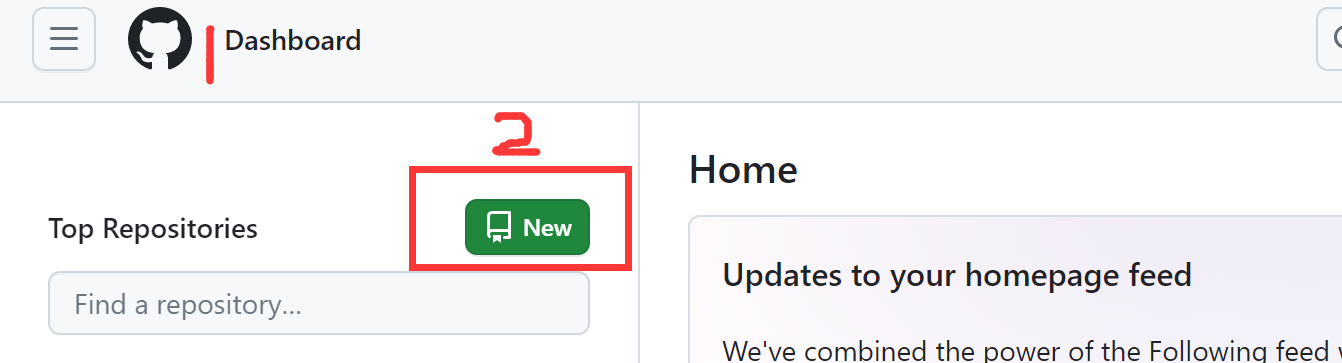 1 Dashboard
2
Home
Top Repositories
New
Find a repository...
Updates to your homepage feed
We've combined the power of the Following feed